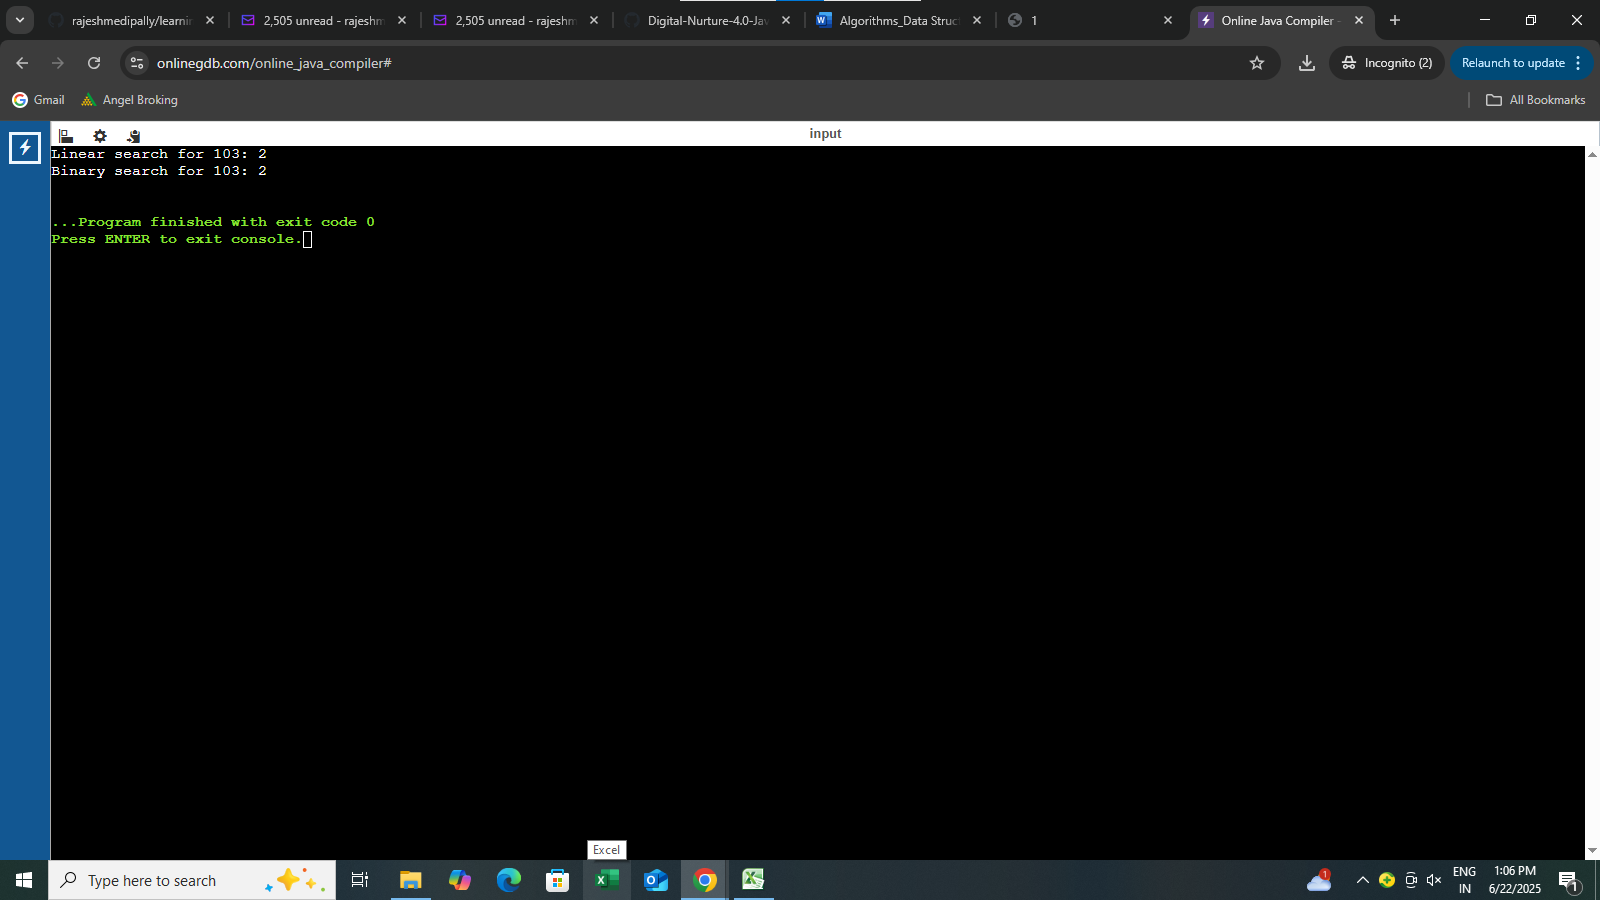 rajeshmedipally/learnin
2,505 unread - rajeshm
2,505 unread - rajeshm
Digital-Nurture-4.0-Jav
Algorithms_Data Struc
1
Online Java Compiler -
onlinegdb.com/online_java_compiler#
Incognito (2)
Relaunch to update
Gmail
Angel Broking
All Bookmarks
input
Linear search for 103: 2
Binary search for 103: 2
...Program finished with exit code 0
Press ENTER to exit console.
Excel
Type here to search
1
ENG
IN
1:06 PM
6/22/2025
1